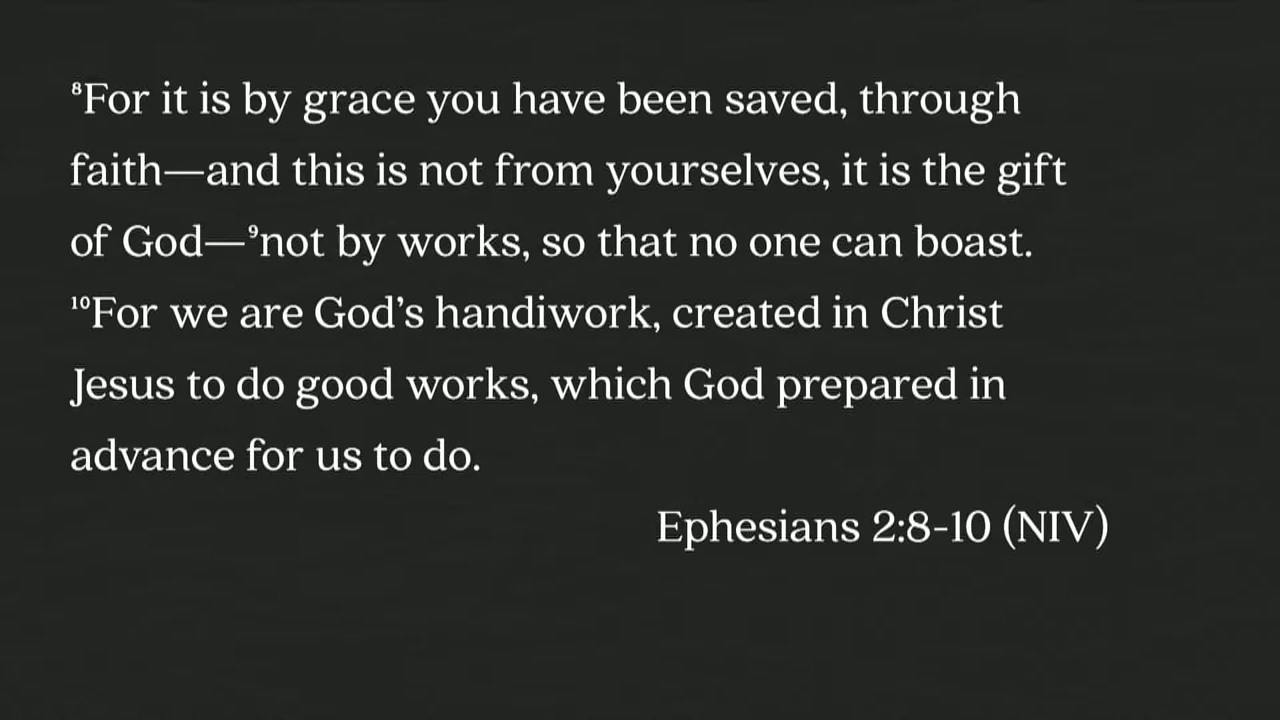 ⁸For it is by grace you have been saved, through
faith—and this is not from yourselves, it is the gift
of God—⁹not by works, so that no one can boast.
¹⁰For we are God’s handiwork, created in Christ
Jesus to do good works, which God prepared in
advance for us to do.
Ephesians 2:8-10 (NIV)